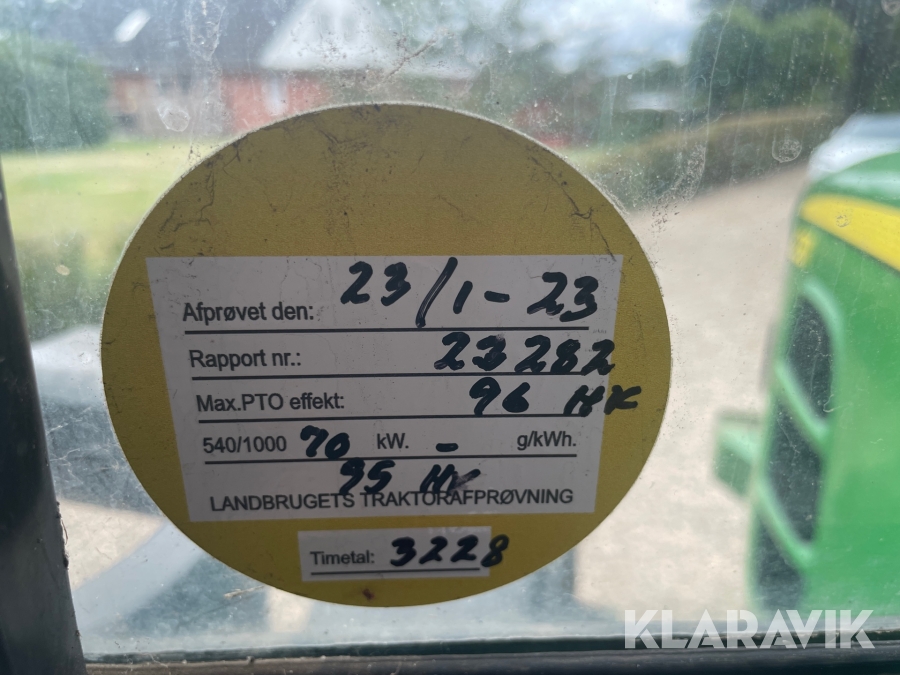 Afprøvet den: 23/1-23
Rapport nr.: 23282
Max.PTO effekt: 96 HK
540/1000 70 kW. - g/kWh.
95 HK
LANDBRUGETS TRAKTORAFPRØVNING
Timetal: 3228
KLARAVIK